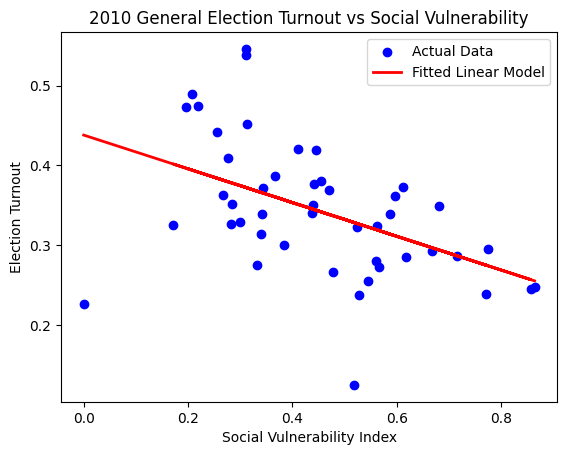 2010 General Election Turnout vs Social Vulnerability
Actual Data
Fitted Linear Model
Election Turnout
0.5
0.4
0.3
0.2
0.0 0.2 0.4 0.6 0.8
Social Vulnerability Index